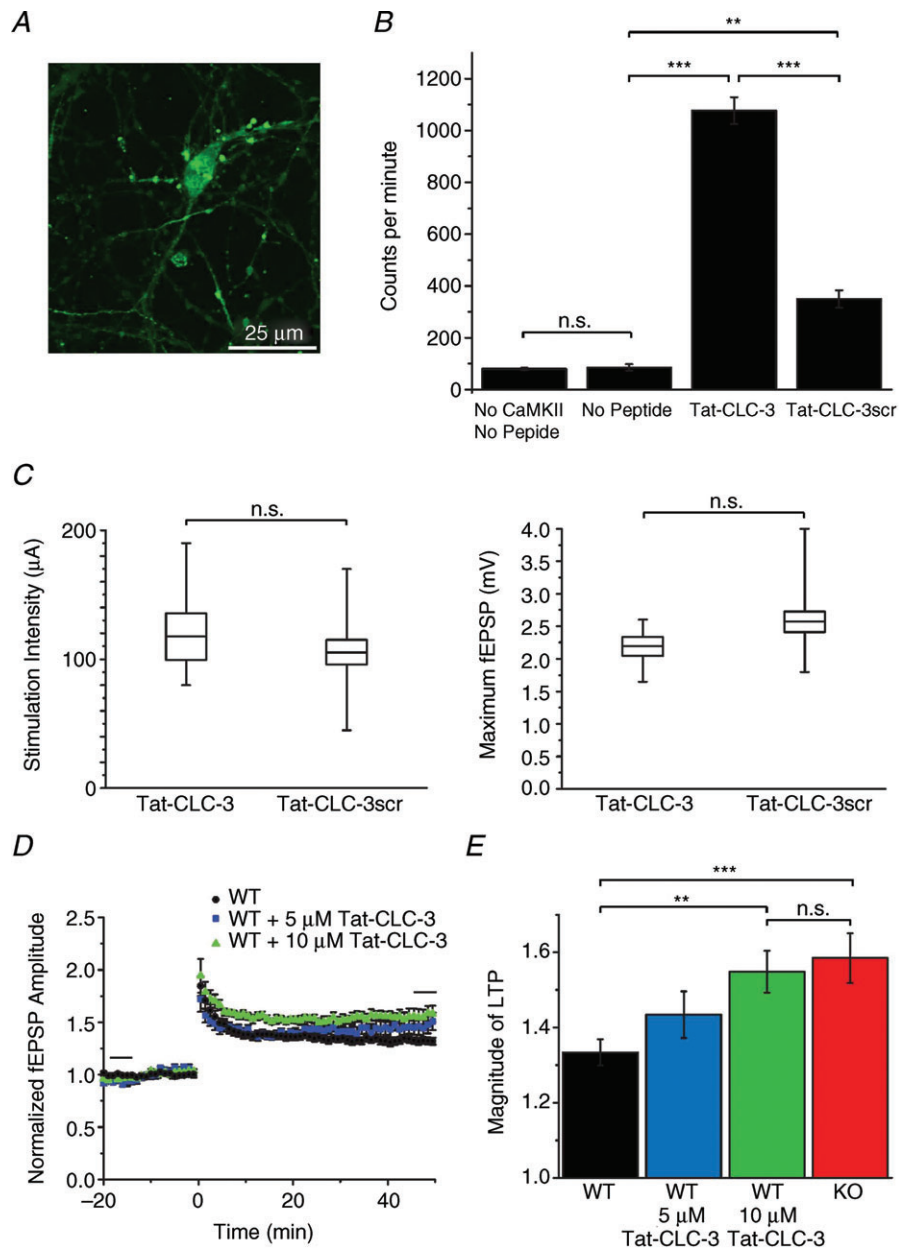 A
25 μm
B
**
*** ***
n.s.
1200
1000
800
600
400
200
0
Counts per minute
No CaMKII
No Pepide
No Peptide
Tat-CLC-3
Tat-CLC-3scr
C
n.s.
200
100
0
Stimulation Intensity (μA)
Tat-CLC-3
Tat-CLC-3scr
n.s.
4.0
3.5
3.0
2.5
2.0
1.5
1.0
0.5
0.0
Maximum fEPSP (mV)
Tat-CLC-3
Tat-CLC-3scr
D
WT
WT + 5 μM Tat-CLC-3
WT + 10 μM Tat-CLC-3
2.5
2.0
1.5
1.0
0.5
0.0
Normalized fEPSP Amplitude
–20 0 20 40
Time (min)
E
***
**
n.s.
1.6
1.4
1.2
1.0
Magnitude of LTP
WT
WT
5 μM
Tat-CLC-3
WT
10 μM
Tat-CLC-3
KO